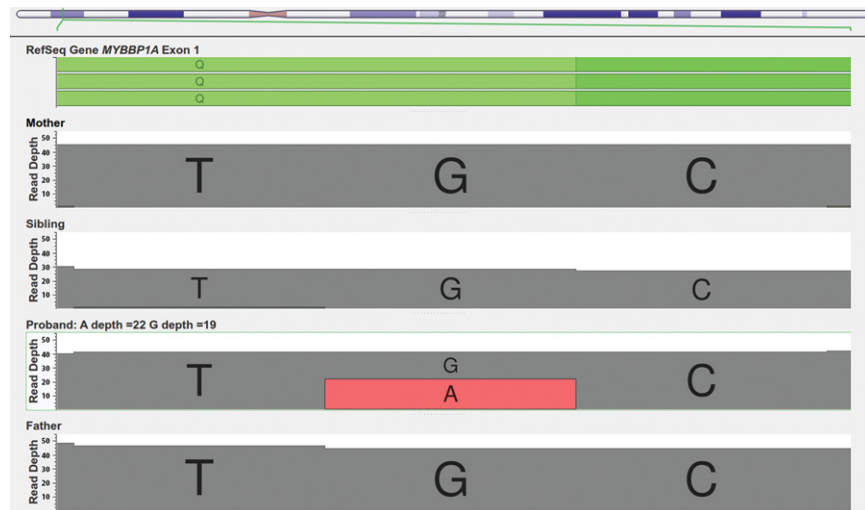 RefSeq Gene MYBBP1A Exon 1
Q
Q
Q
Mother
Read Depth
50
40
30
20
10
T G C
Sibling
Read Depth
50
40
30
20
10
T G C
Proband: A depth =22 G depth =19
Read Depth
50
40
30
20
10
T G C
A
Father
Read Depth
50
40
30
20
10
T G C